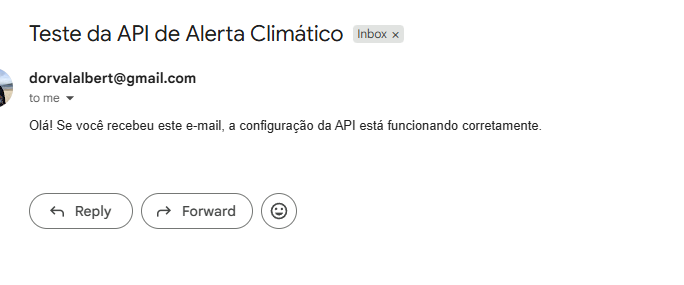 Teste da API de Alerta Climático Inbox ×
dorvalalbert@gmail.com
to me
Olá! Se você recebeu este e-mail, a configuração da API está funcionando corretamente.
Reply Forward